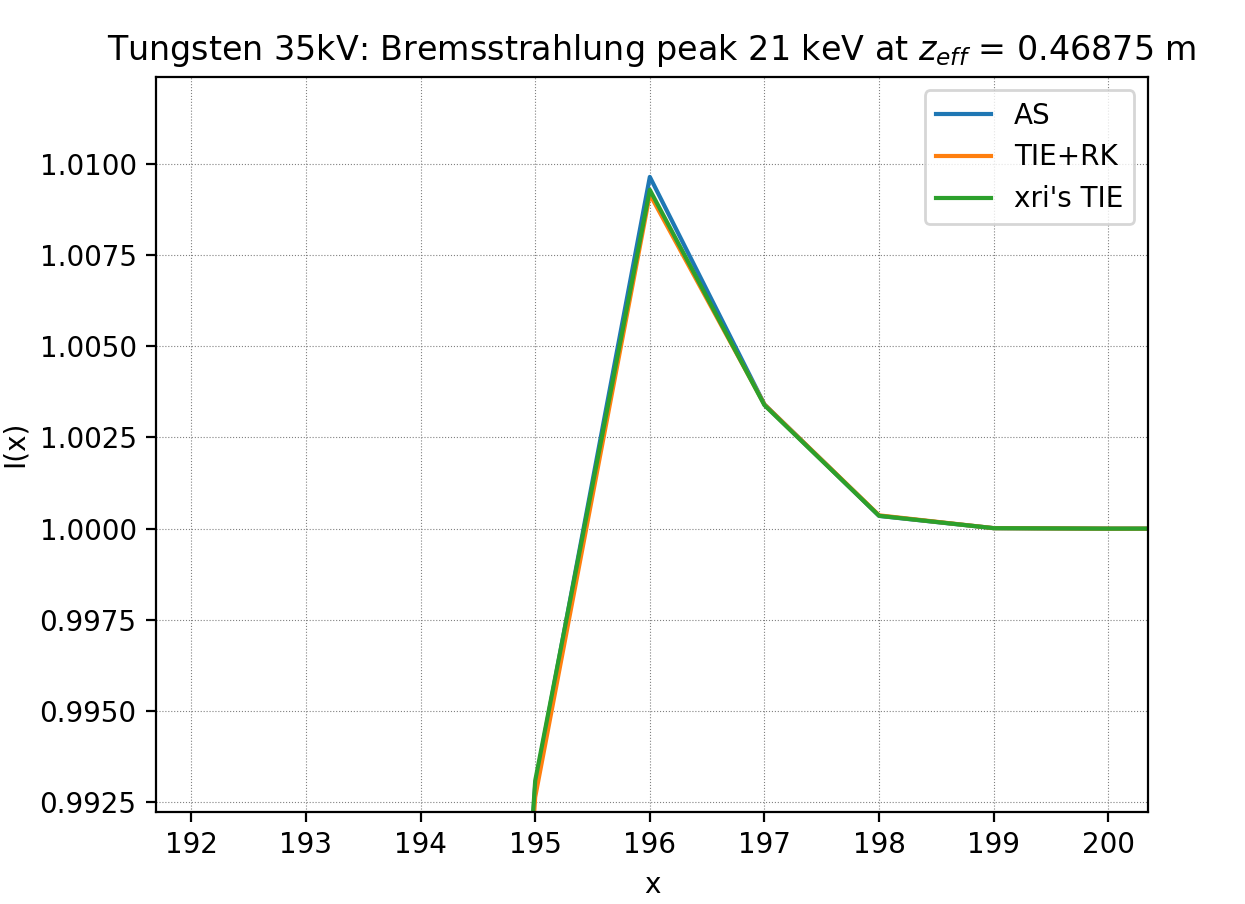 Tungsten 35kV: Bremsstrahlung peak 21 keV at z_eff = 0.46875 m
AS
TIE+RK
xri's TIE
I(x)
1.0100
1.0075
1.0050
1.0025
1.0000
0.9975
0.9950
0.9925
192 193 194 195 196 197 198 199 200
x